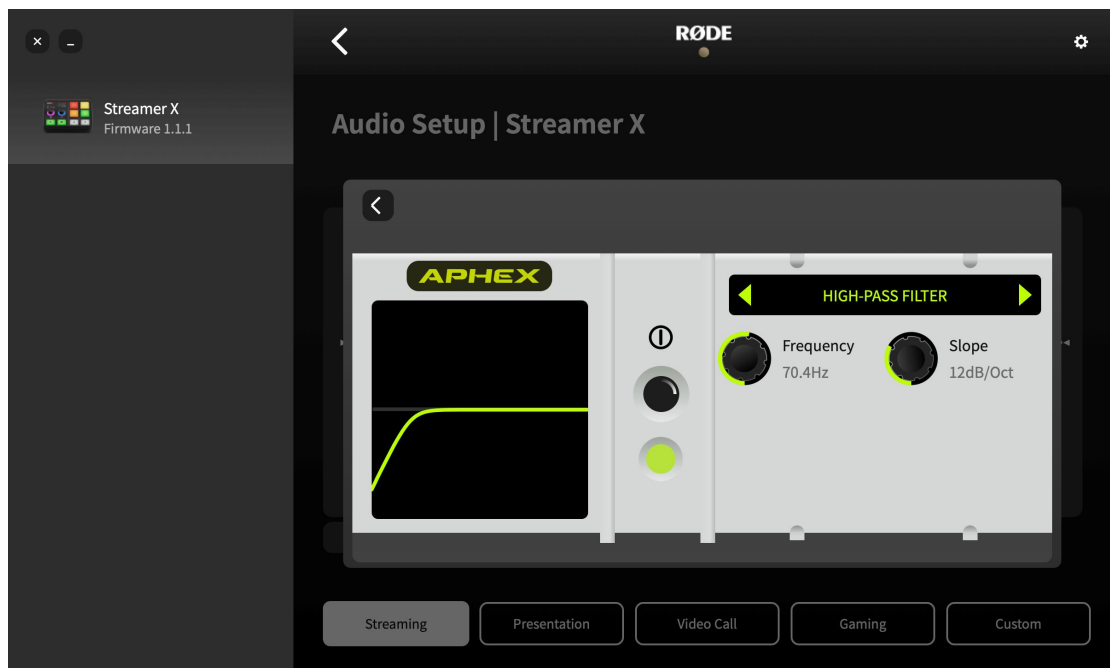 RØDE
Streamer X
Firmware 1.1.1
Audio Setup | Streamer X
APHEX
HIGH-PASS FILTER
Frequency
70.4Hz
Slope
12dB/Oct
Streaming
Presentation
Video Call
Gaming
Custom